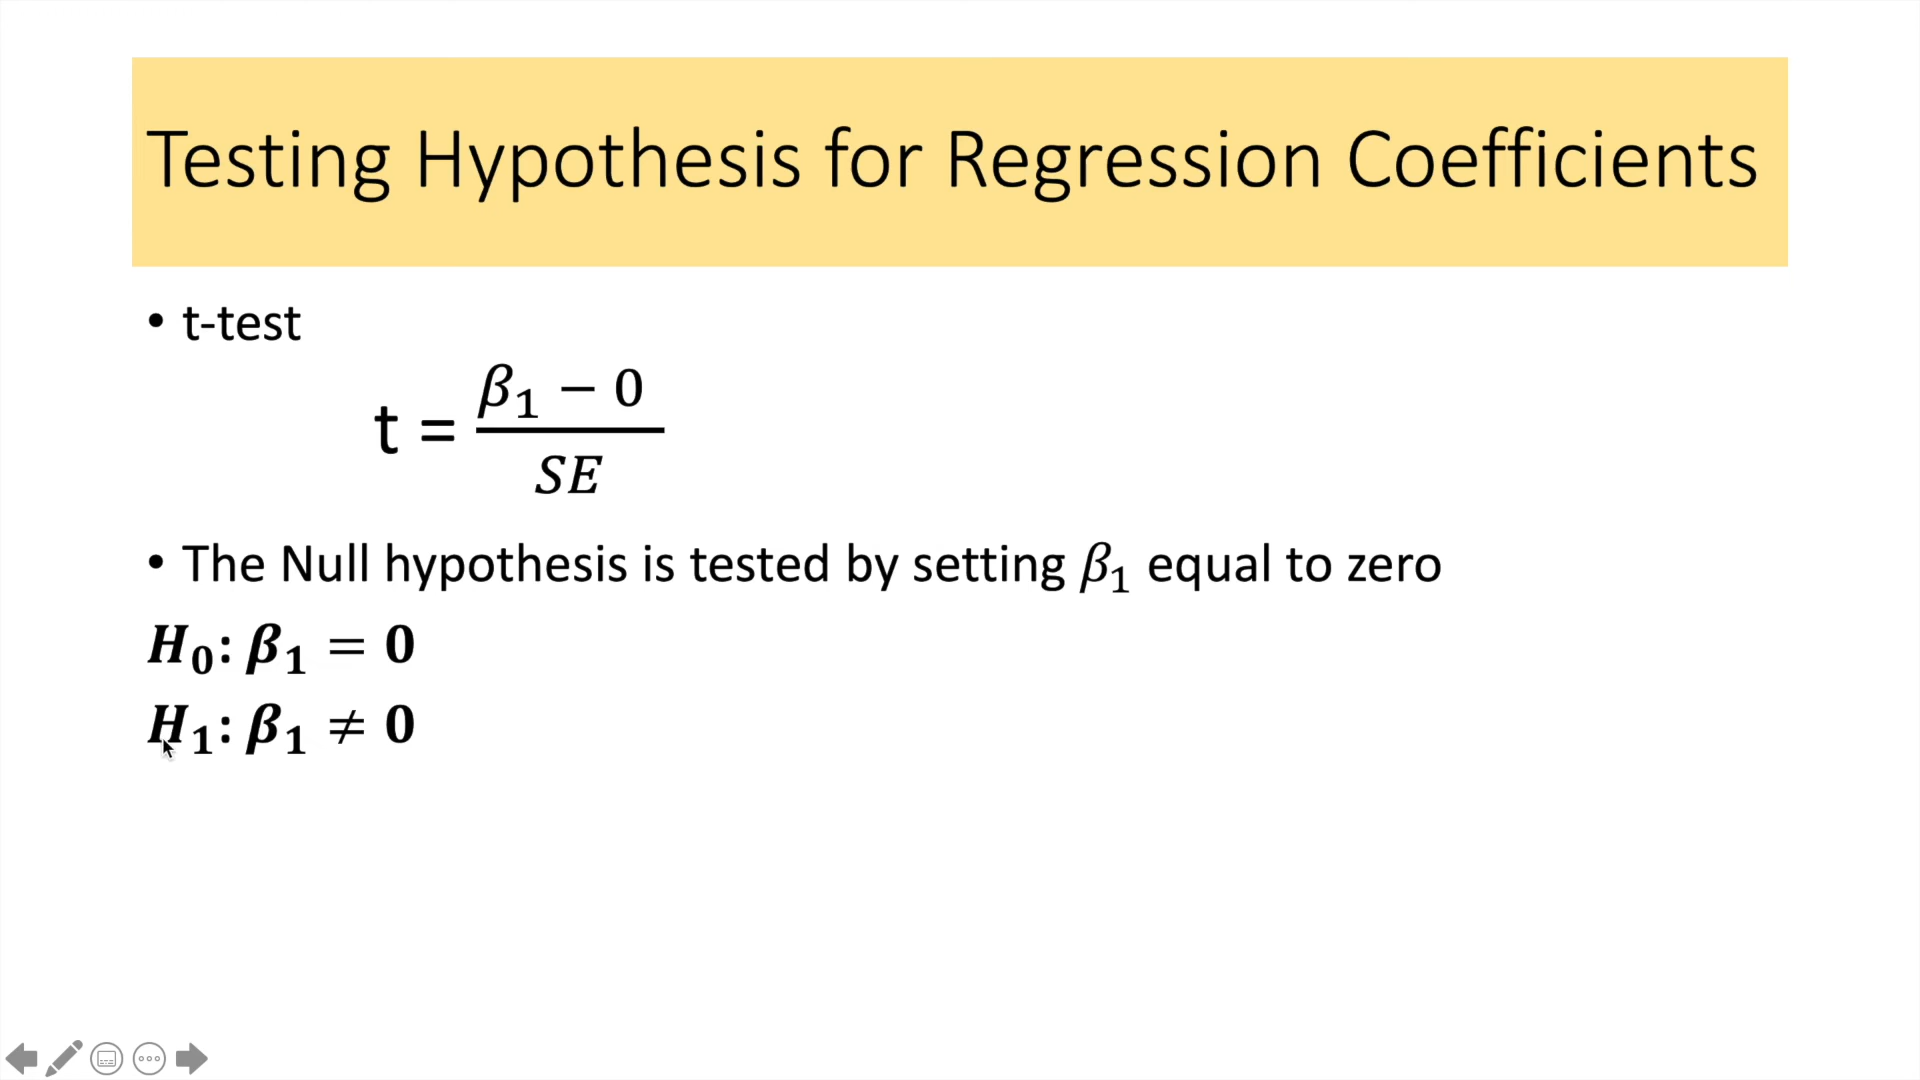 Testing Hypothesis for Regression Coefficients
• t-test
t = \frac{β₁ − 0}{SE}
• The Null hypothesis is tested by setting β₁ equal to zero
H₀: β₁ = 0
H₁: β₁ ≠ 0